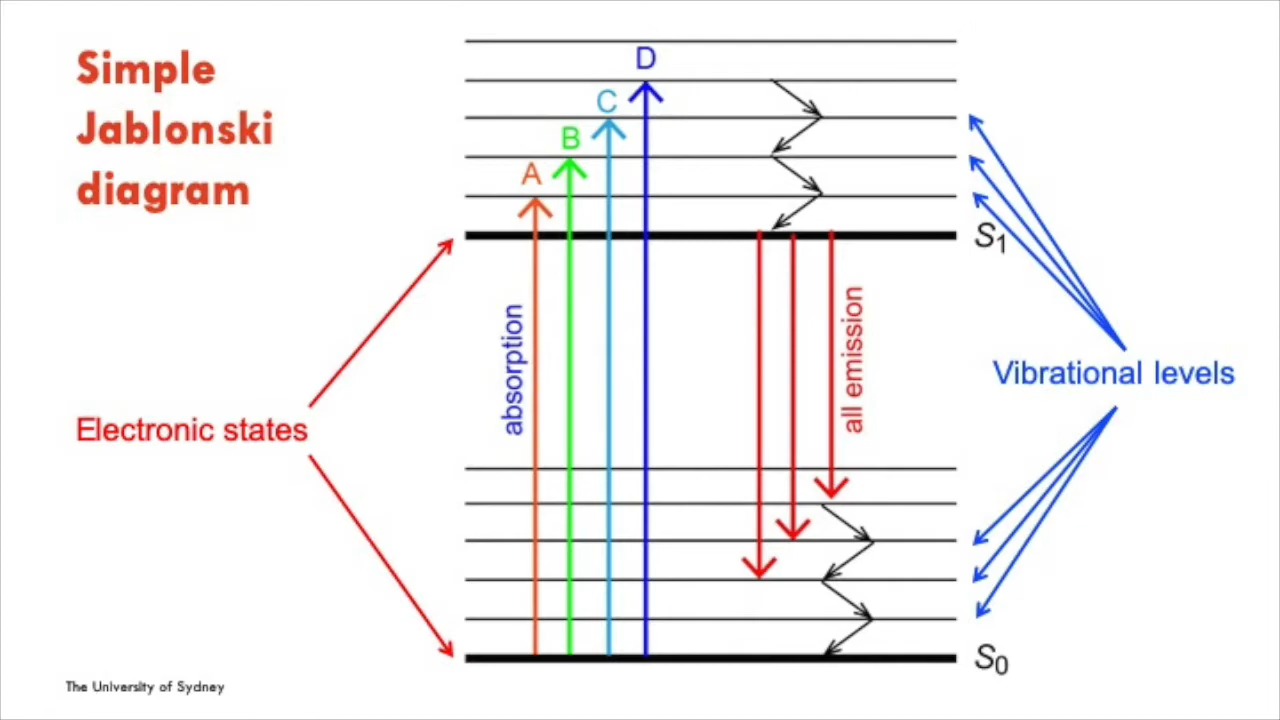 Simple
Jablonski
diagram
D
C
B
A
S1
absorption
all emission
Vibrational levels
Electronic states
S0
The University of Sydney